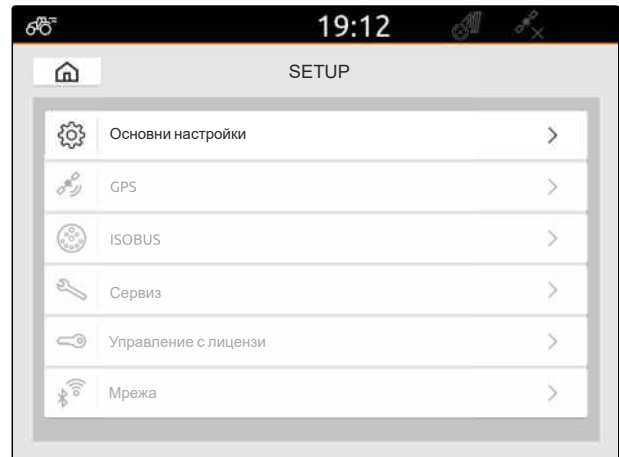 19:12
SETUP
Основни настройки
GPS
ISOBUS
Сервиз
Управление с лицензи
Мрежа